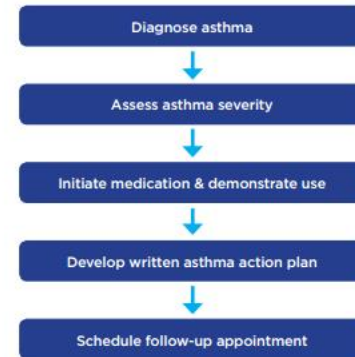 Diagnose asthma
Assess asthma severity
Initiate medication & demonstrate use
Develop written asthma action plan
Schedule follow-up appointment